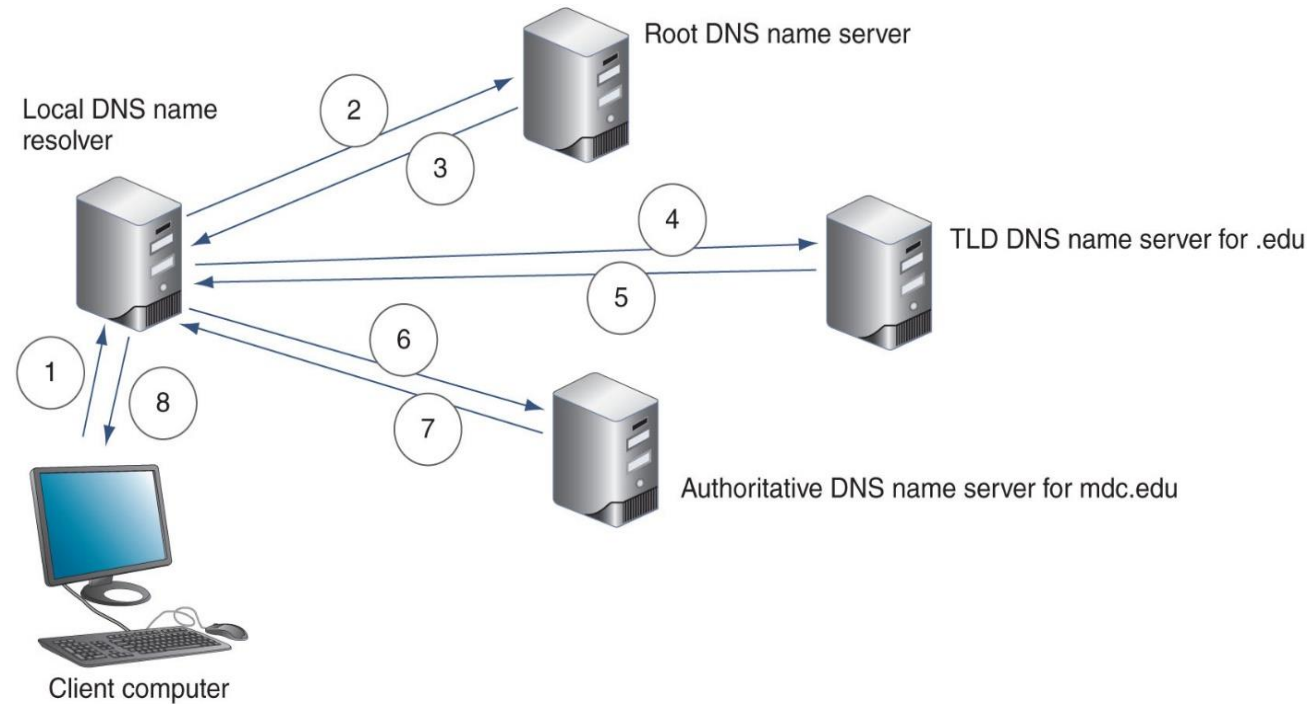 Root DNS name server
Local DNS name
resolver
2
3
4
TLD DNS name server for .edu
5
6
1
8
7
Authoritative DNS name server for mdc.edu
Client computer